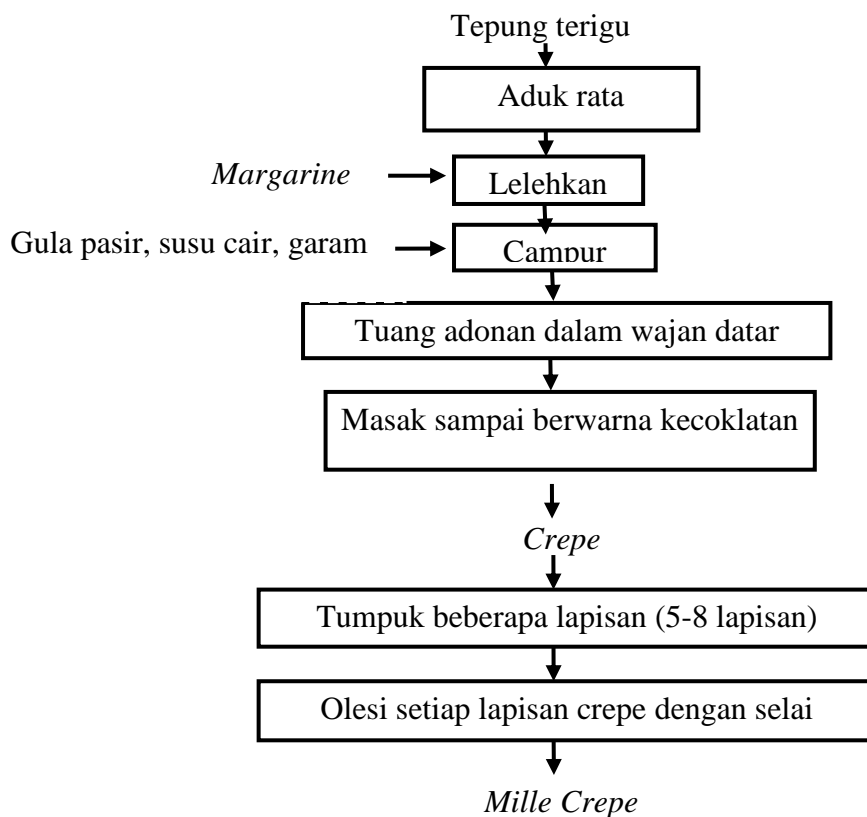 Tepung terigu
Aduk rata
Margarine
Lelehkan
Gula pasir, susu cair, garam
Campur
Tuang adonan dalam wajan datar
Masak sampai berwarna kecoklatan
Crepe
Tumpuk beberapa lapisan (5-8 lapisan)
Olesi setiap lapisan crepe dengan selai
Mille Crepe